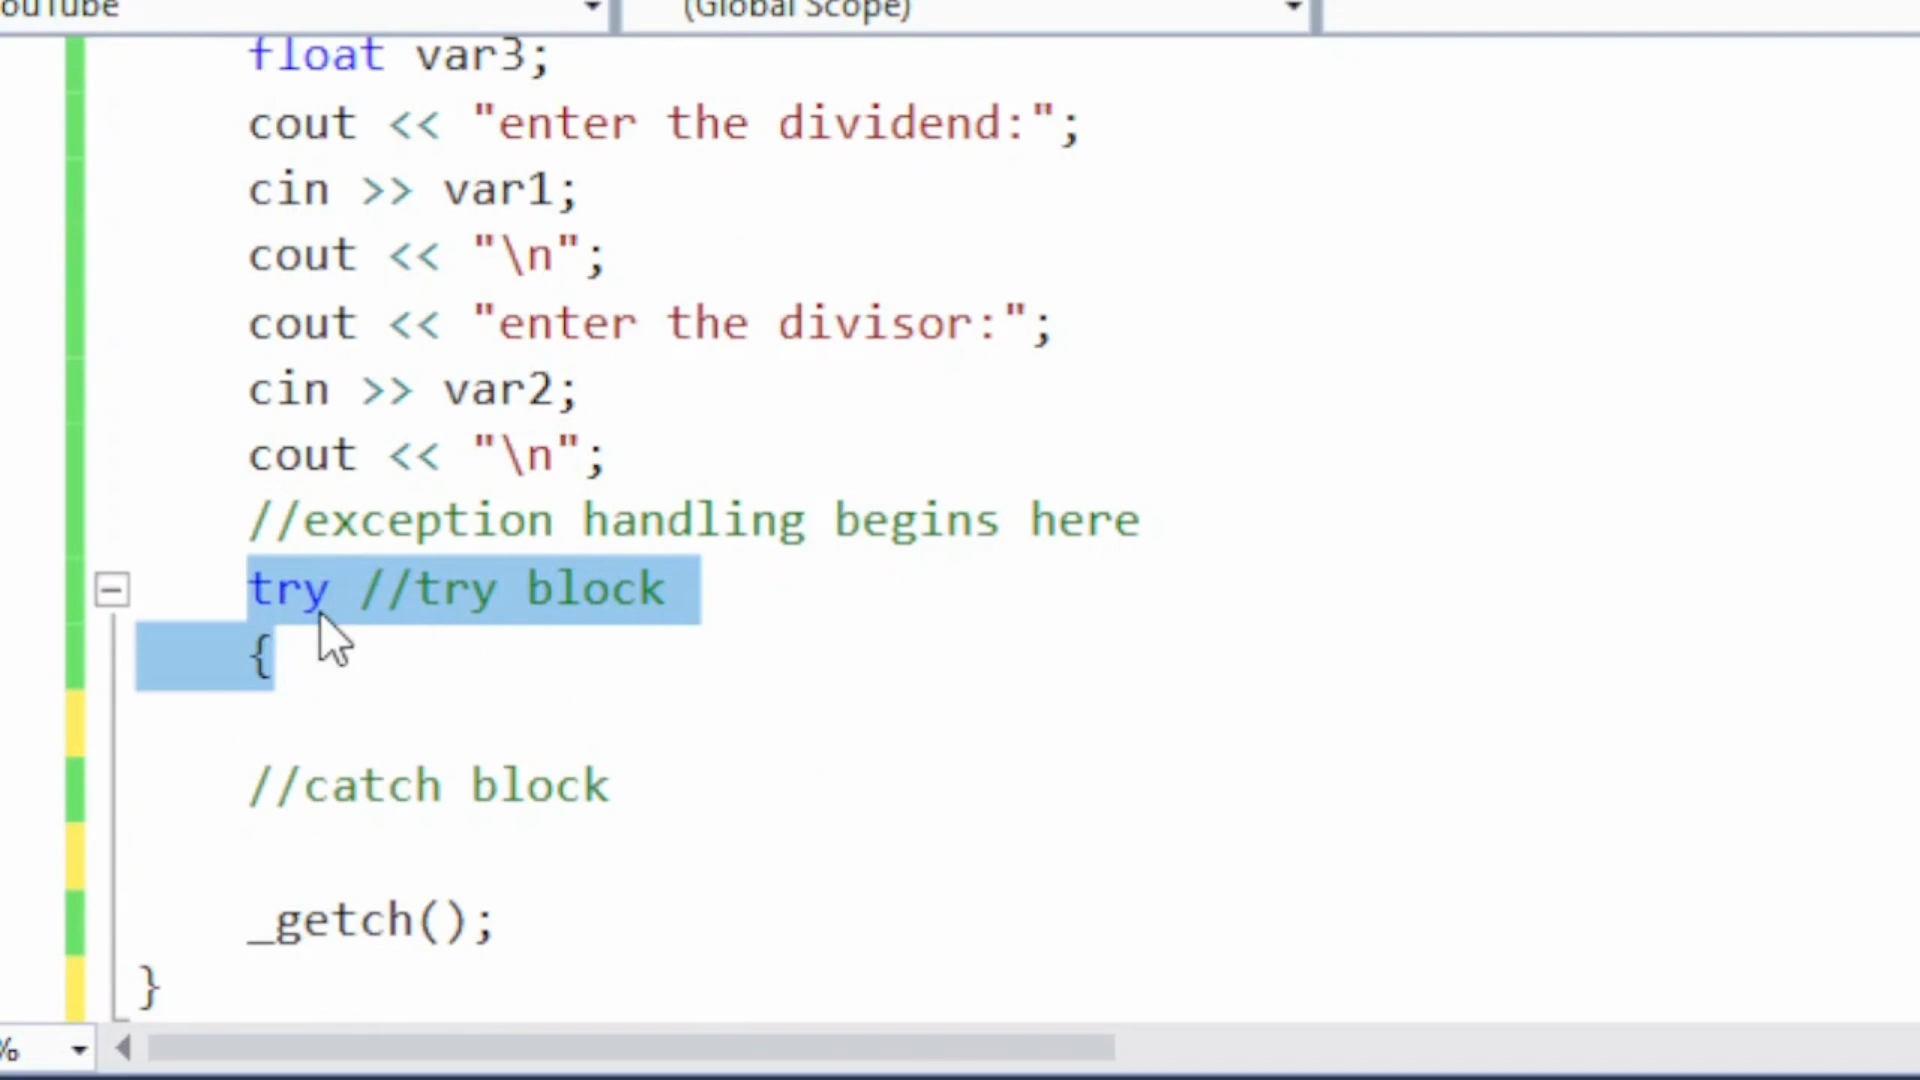 (Global Scope)
float var3;
cout << "enter the dividend:";
cin >> var1;
cout << "\n";
cout << "enter the divisor:";
cin >> var2;
cout << "\n";
//exception handling begins here
try //try block
{
//catch block
_getch();
}
%